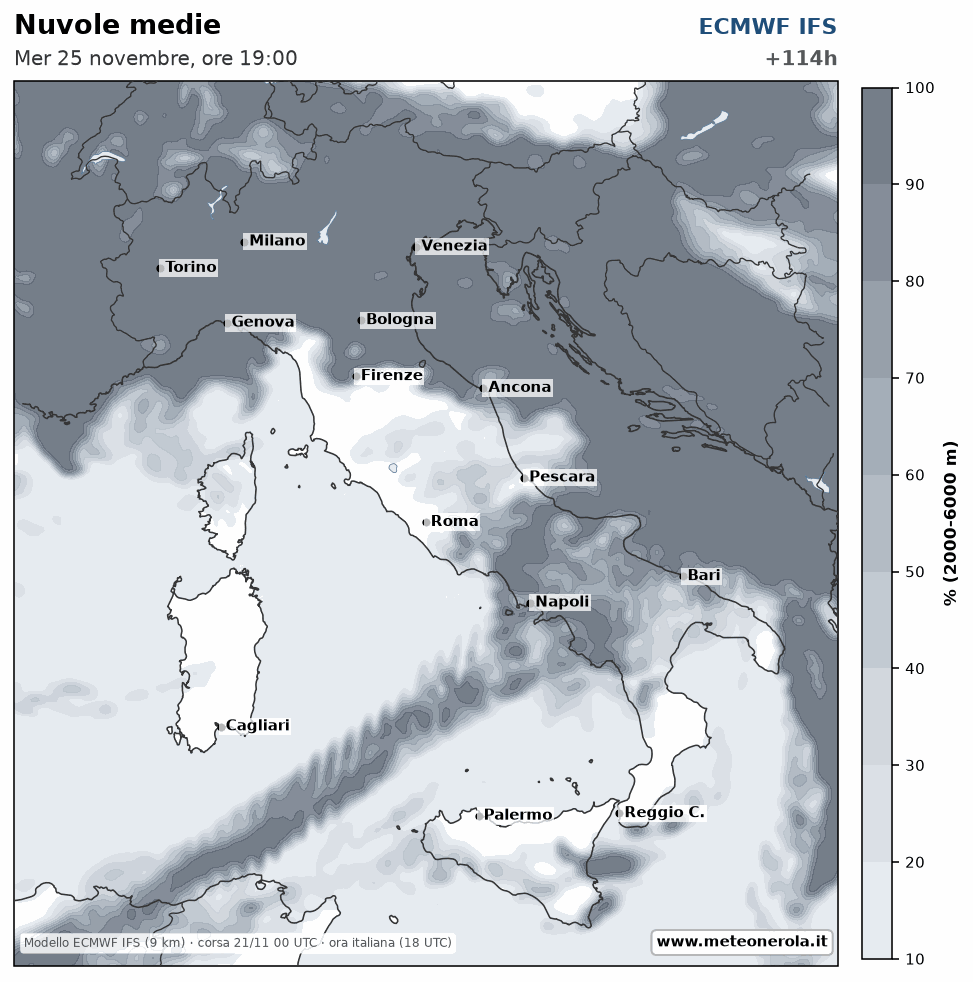 Nuvole medie
ECMWF IFS
Mer 25 novembre, ore 19:00
+114h
Milano
Venezia
Torino
Genova
Bologna
Firenze
Ancona
Pescara
Roma
Bari
Napoli
Cagliari
Palermo
Reggio C.
100
90
80
70
60
50
40
30
20
10
% (2000-6000 m)
Modello ECMWF IFS (9 km) · corsa 21/11 00 UTC · ora italiana (18 UTC)
www.meteonerola.it